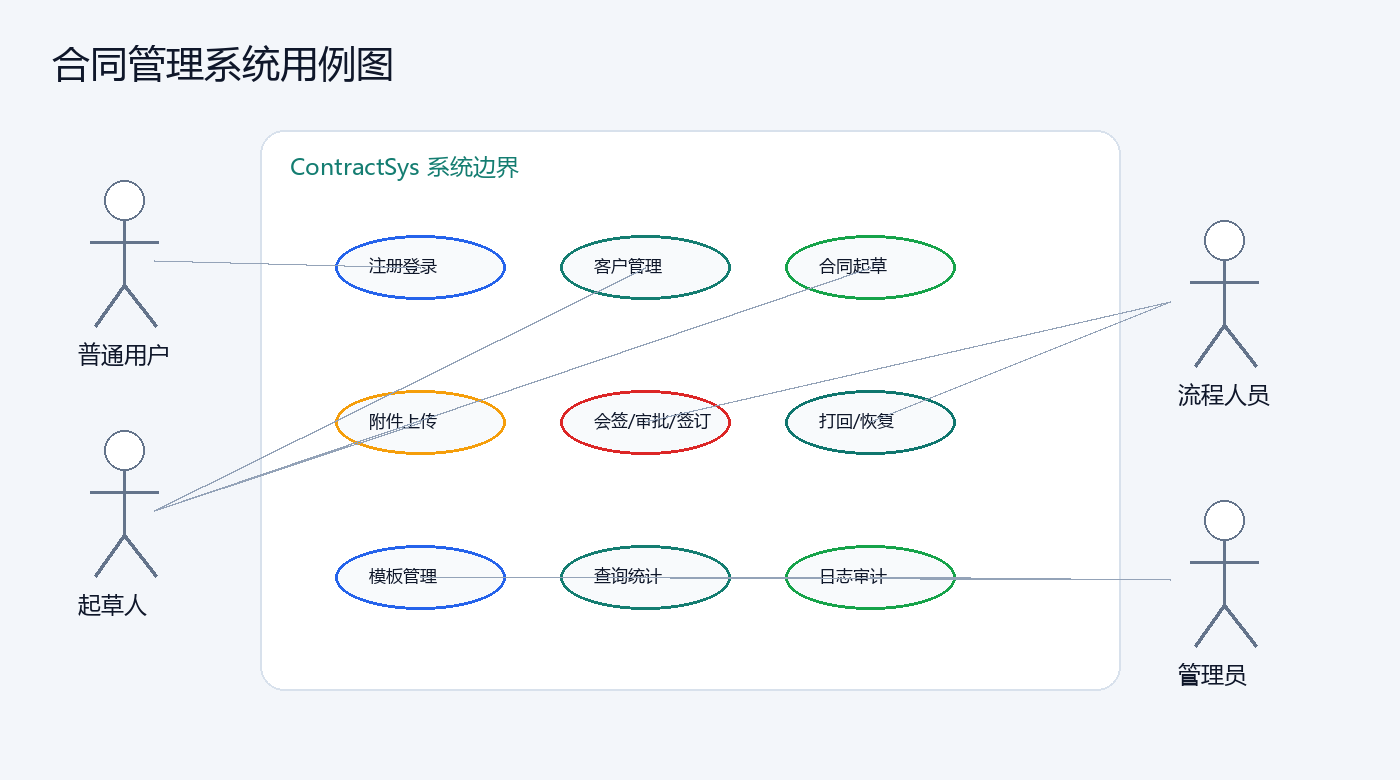 合同管理系统用例图
ContractSys 系统边界
普通用户
注册登录
客户管理
合同起草
流程人员
附件上传
会签/审批/签订
打回/恢复
起草人
模板管理
查询统计
日志审计
管理员